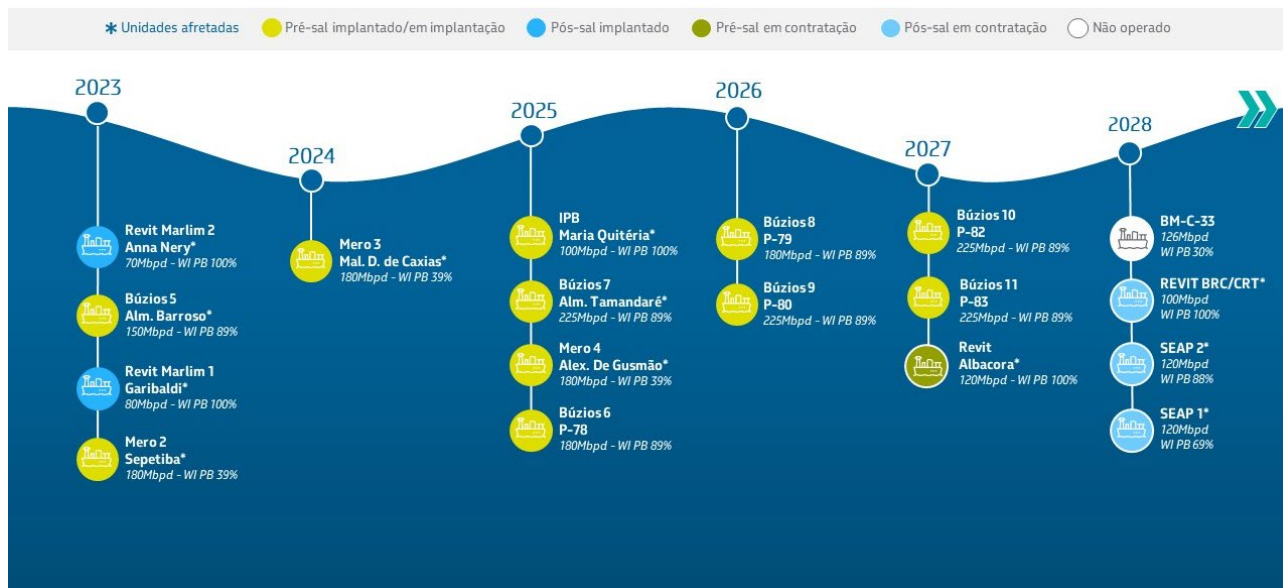 * Unidades afretadas Pré-sal implantado/em implantação Pós-sal implantado Pré-sal em contratação Pós-sal em contratação Não operado
2023
Revit Marlim 2
Anna Nery*
70Mbpd - WI PB 100%
Búzios 5
Alm. Barroso*
150Mbpd - WI PB 89%
Revit Marlim 1
Garibaldi*
80Mbpd - WI PB 100%
Mero 2
Sepetiba*
180Mbpd - WI PB 39%
2024
Mero 3
Mal. D. de Caxias*
180Mbpd - WI PB 39%
2025
IPB
Maria Quitéria*
100Mbpd - WI PB 100%
Búzios 7
Alm. Tamandaré*
225Mbpd - WI PB 89%
Mero 4
Alex. De Gusmão*
180Mbpd - WI PB 39%
Búzios 6
P-78
180Mbpd - WI PB 89%
2026
Búzios 8
P-79
180Mbpd - WI PB 89%
Búzios 9
P-80
225Mbpd - WI PB 89%
2027
Búzios 10
P-82
225Mbpd - WI PB 89%
Búzios 11
P-83
225Mbpd - WI PB 89%
Revit
Albacora*
120Mbpd - WI PB 100%
2028
BM-C-33
126Mbpd
WI PB 30%
REVIT BRC/CRT*
100Mbpd
WI PB 100%
SEAP 2*
120Mbpd
WI PB 88%
SEAP 1*
120Mbpd
WI PB 69%